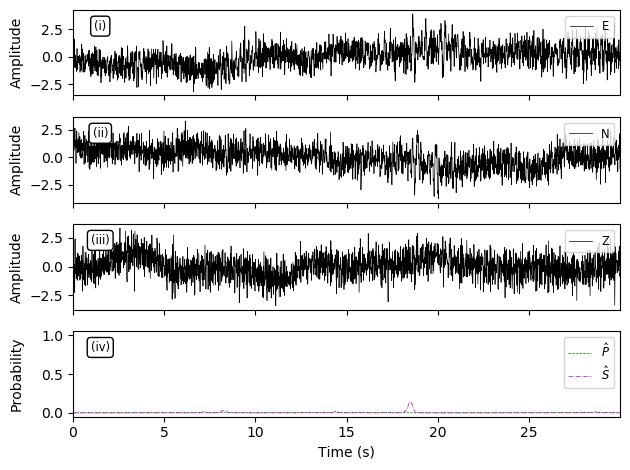 (i)
E
Amplitude
2.5
0.0
−2.5
(ii)
N
Amplitude
2.5
0.0
−2.5
(iii)
Z
Amplitude
2.5
0.0
−2.5
(iv)
P̂
Ŝ
Probability
1.0
0.5
0.0
0 5 10 15 20 25
Time (s)